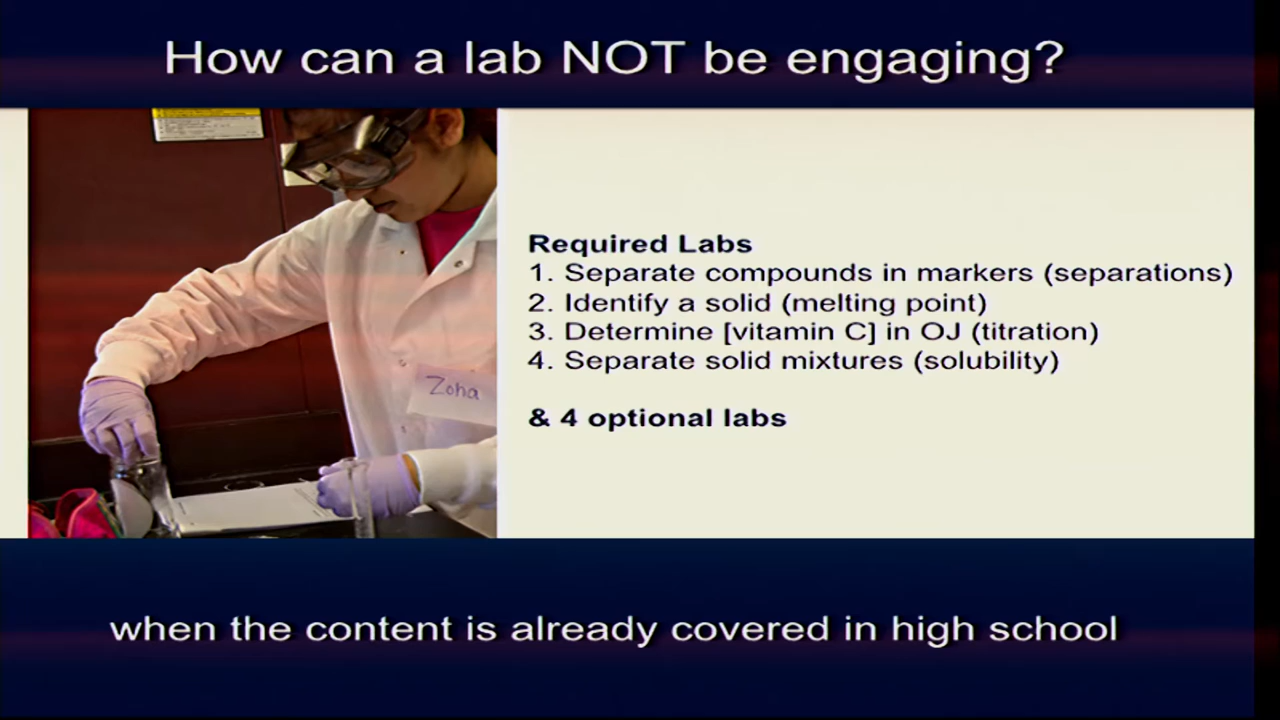 How can a lab NOT be engaging?
Required Labs
1. Separate compounds in markers (separations)
2. Identify a solid (melting point)
3. Determine [vitamin C] in OJ (titration)
4. Separate solid mixtures (solubility)
& 4 optional labs
Zoha
when the content is already covered in high school